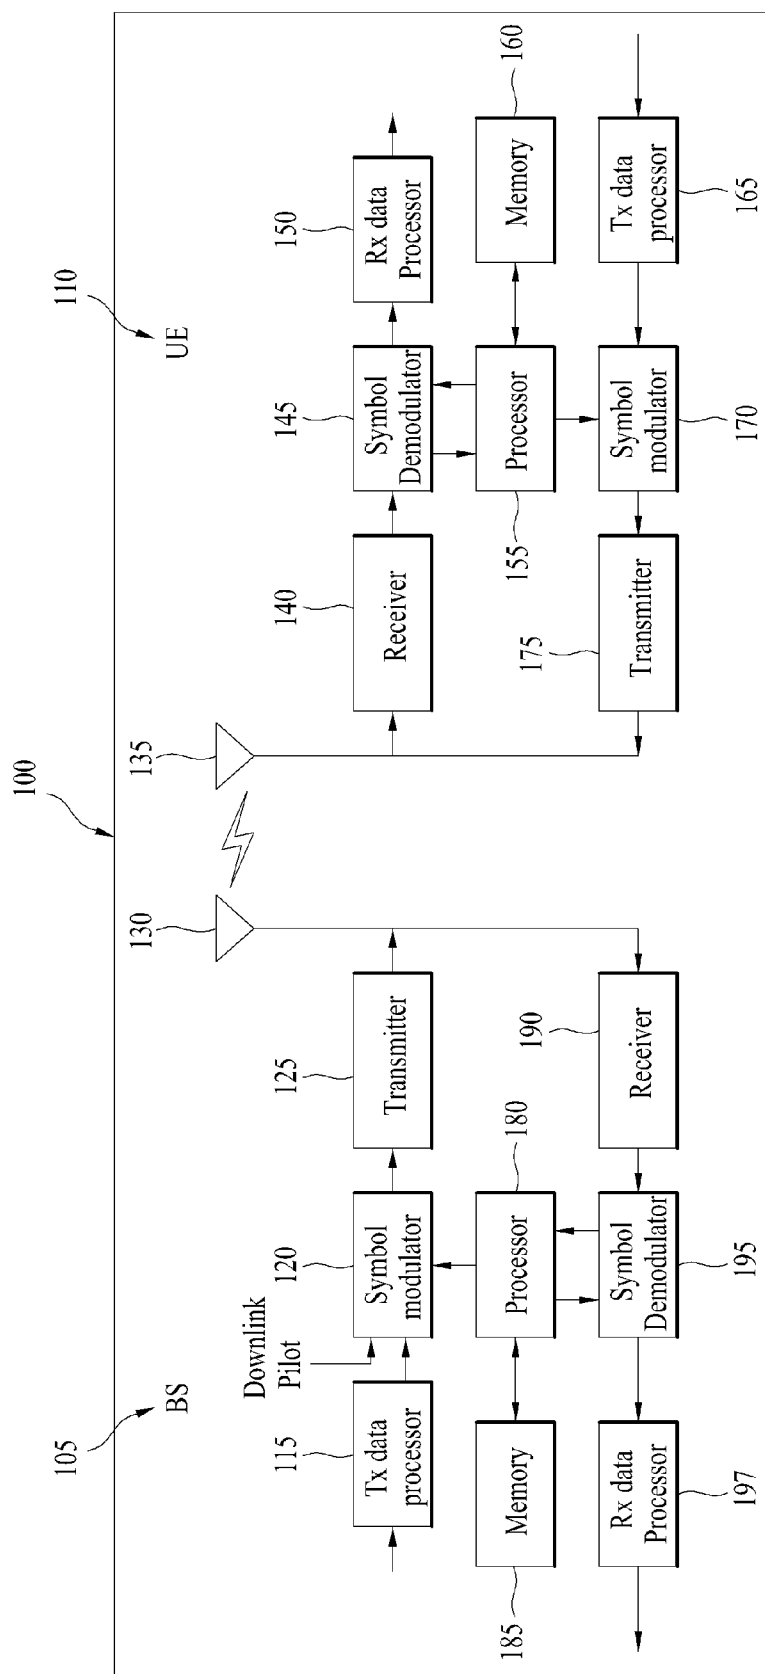 100
105
BS
110
UE
130
135
Downlink
Pilot
115
Tx data
processor
120
Symbol
modulator
125
Transmitter
140
Receiver
145
Symbol
Demodulator
150
Rx data
Processor
185
Memory
180
Processor
155
Processor
160
Memory
197
Rx data
Processor
195
Symbol
Demodulator
190
Receiver
175
Transmitter
170
Symbol
modulator
165
Tx data
processor